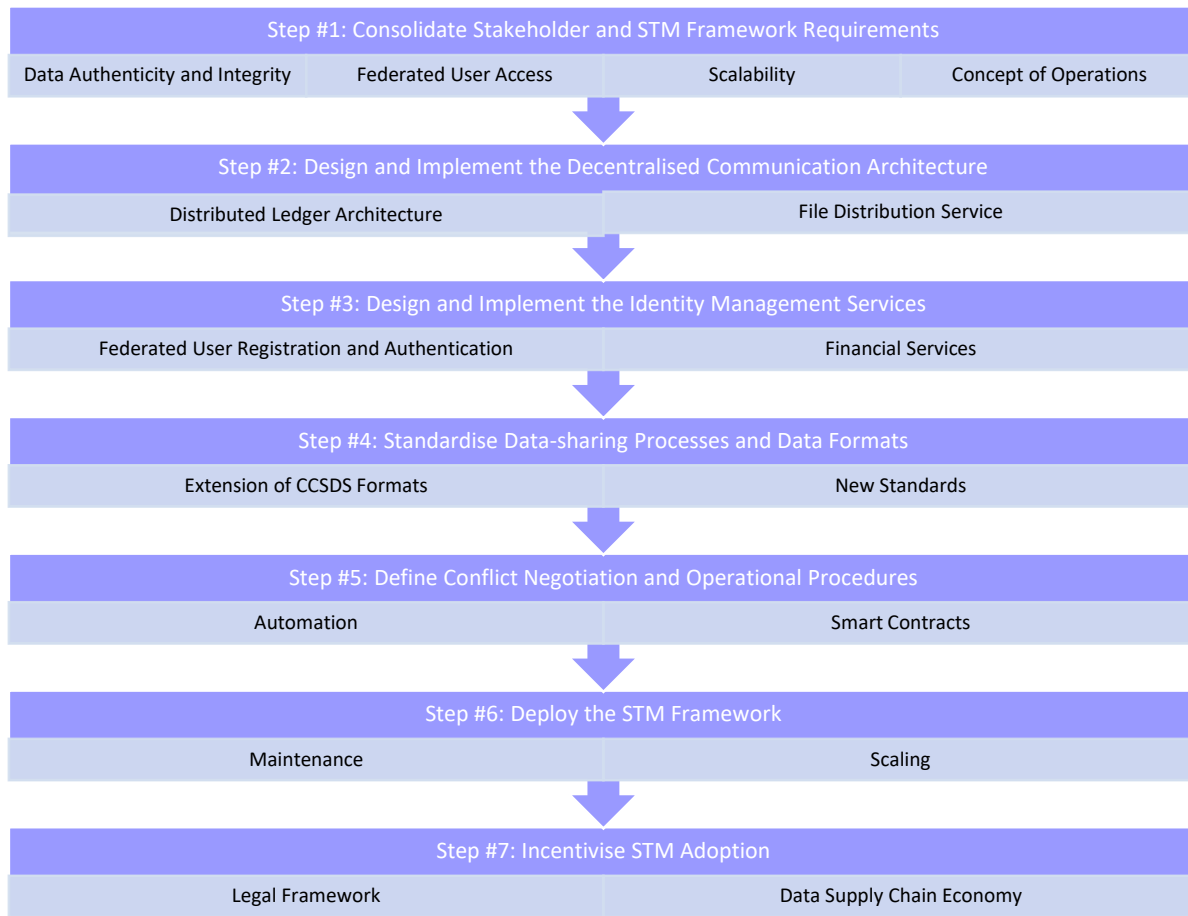 Step #1: Consolidate Stakeholder and STM Framework Requirements
Data Authenticity and Integrity
Federated User Access
Scalability
Concept of Operations
Step #2: Design and Implement the Decentralised Communication Architecture
Distributed Ledger Architecture
File Distribution Service
Step #3: Design and Implement the Identity Management Services
Federated User Registration and Authentication
Financial Services
Step #4: Standardise Data-sharing Processes and Data Formats
Extension of CCSDS Formats
New Standards
Step #5: Define Conflict Negotiation and Operational Procedures
Automation
Smart Contracts
Step #6: Deploy the STM Framework
Maintenance
Scaling
Step #7: Incentivise STM Adoption
Legal Framework
Data Supply Chain Economy